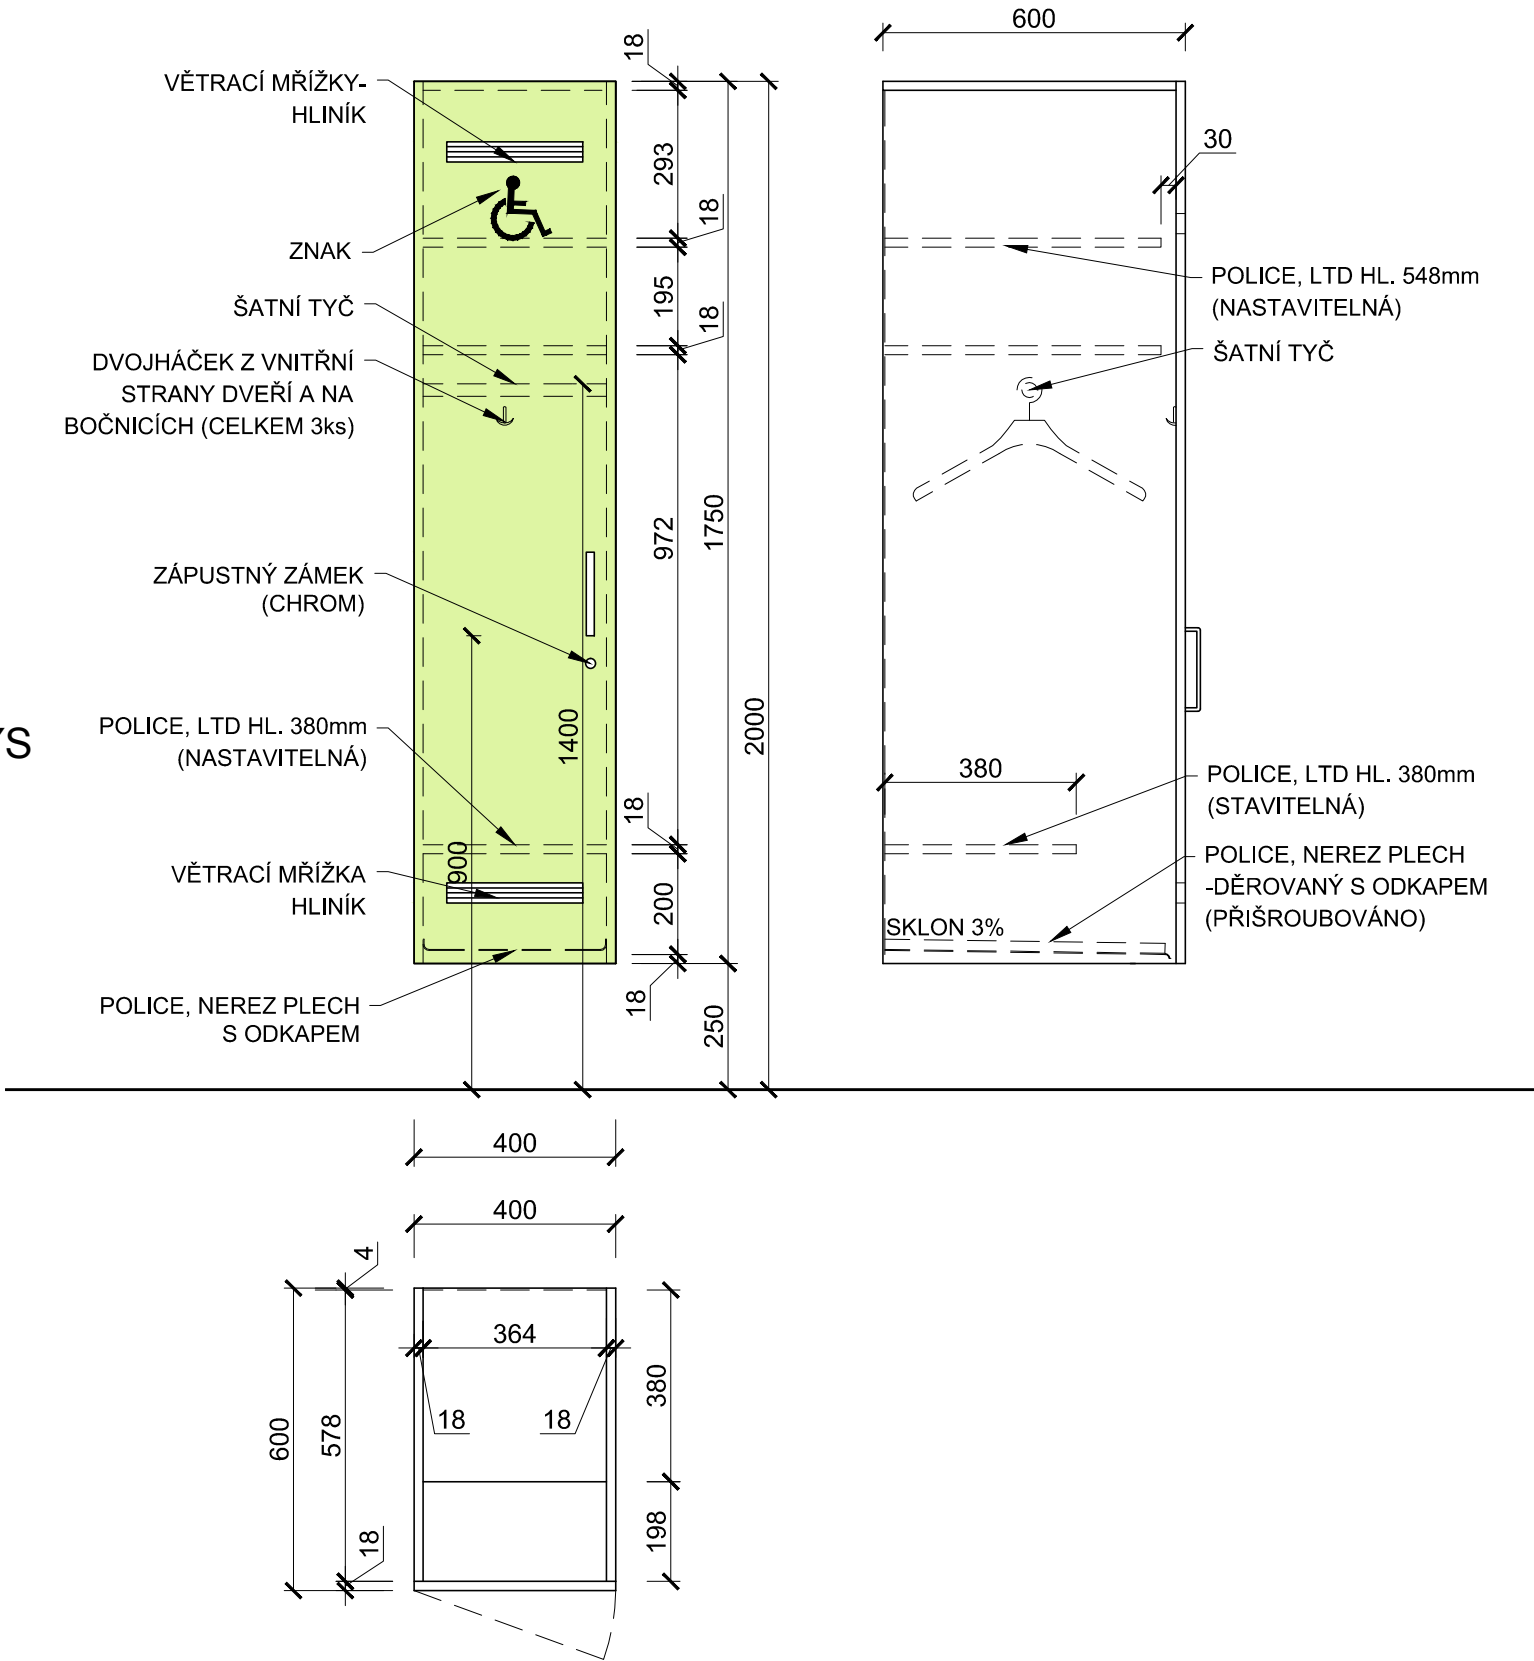 600
18
VĚTRACÍ MŘÍŽKY-
HLINÍK
293
30
18
ZNAK
POLICE, LTD HL. 548mm
(NASTAVITELNÁ)
195
ŠATNÍ TYČ
18
ŠATNÍ TYČ
DVOJHÁČEK Z VNITŘNÍ
STRANY DVEŘÍ A NA
BOČNICÍCH (CELKEM 3ks)
972
1750
ZÁPUSTNÝ ZÁMEK
(CHROM)
POLICE, LTD HL. 380mm
(NASTAVITELNÁ)
1400
2000
380
POLICE, LTD HL. 380mm
(STAVITELNÁ)
18
900
VĚTRACÍ MŘÍŽKA
HLINÍK
200
POLICE, NEREZ PLECH
-DĚROVANÝ S ODKAPEM
(PŘIŠROUBOVÁNO)
SKLON 3%
POLICE, NEREZ PLECH
S ODKAPEM
18
250
400
400
4
364
18
18
380
600
578
198
18